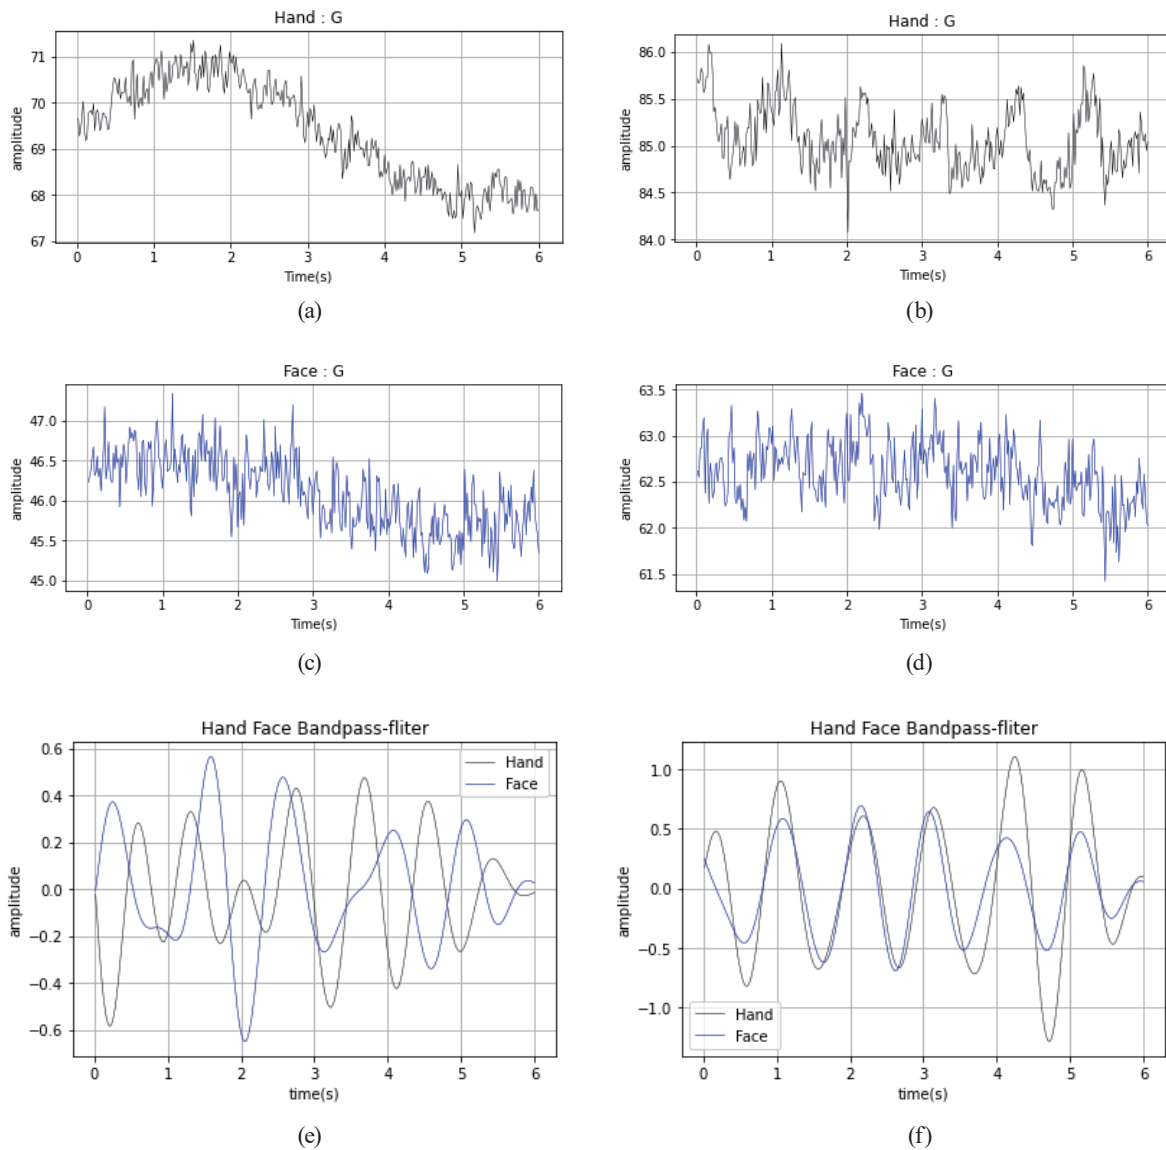 Hand : G
amplitude
71
70
69
68
67
0 1 2 3 4 5 6
Time(s)
(a)
Hand : G
amplitude
86.0
85.5
85.0
84.5
84.0
0 1 2 3 4 5 6
Time(s)
(b)
Face : G
amplitude
47.0
46.5
46.0
45.5
45.0
0 1 2 3 4 5 6
Time(s)
(c)
Face : G
amplitude
63.5
63.0
62.5
62.0
61.5
0 1 2 3 4 5 6
Time(s)
(d)
Hand Face Bandpass-fliter
amplitude
0.6
0.4
0.2
0.0
−0.2
−0.4
−0.6
Hand
Face
0 1 2 3 4 5 6
time(s)
(e)
Hand Face Bandpass-fliter
amplitude
1.0
0.5
0.0
−0.5
−1.0
Hand
Face
0 1 2 3 4 5 6
time(s)
(f)